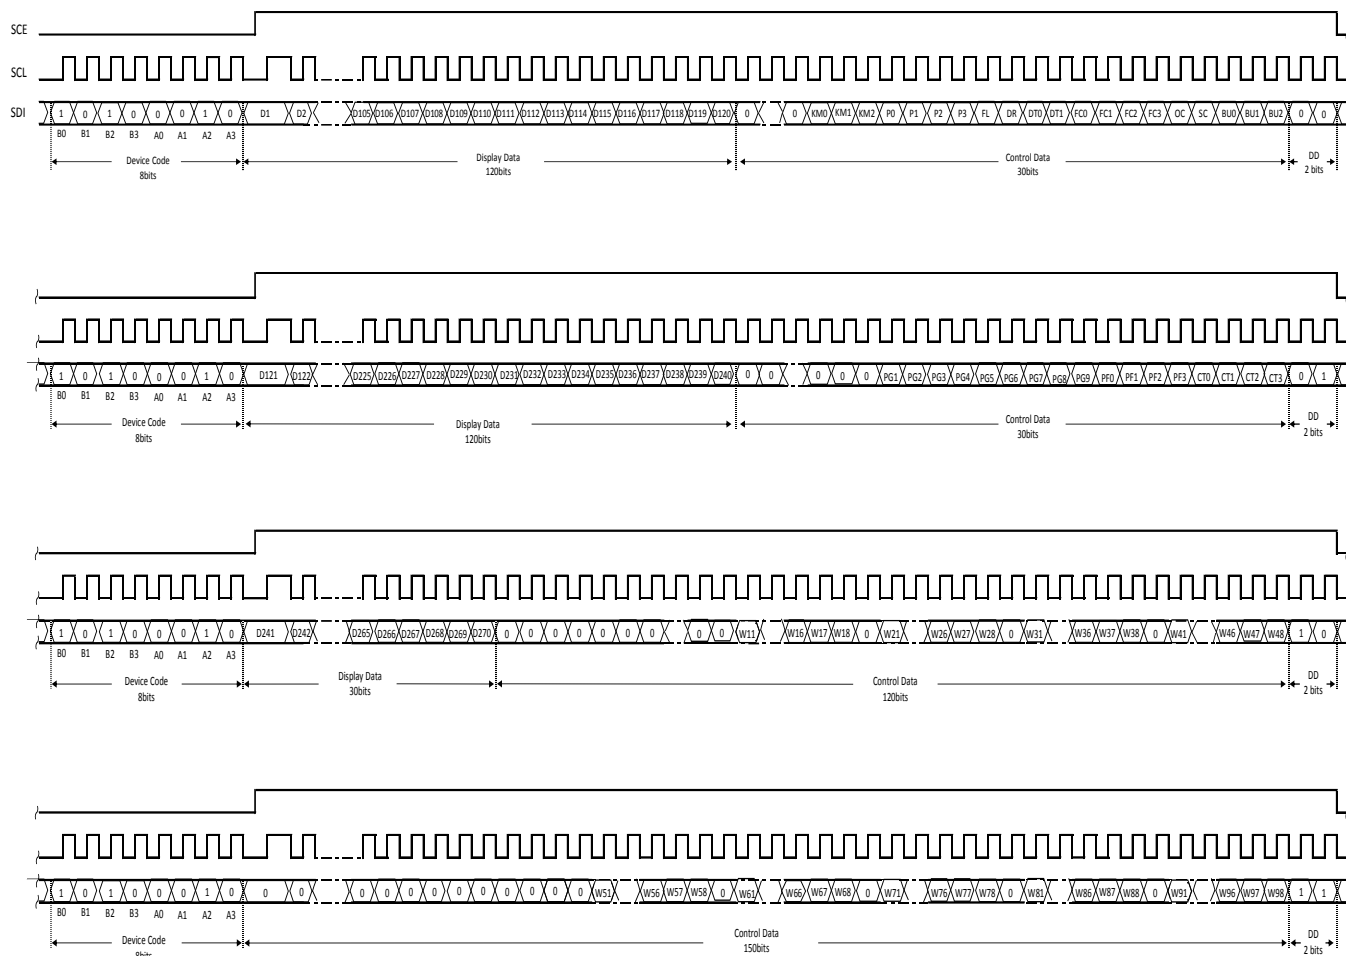 SCE
SCL
SDI 1 0 1 0 0 0 1 0 D1 D2 D105 D106 D107 D108 D109 D110 D111 D112 D113 D114 D115 D116 D117 D118 D119 D120 0 0 KM0 KM1 KM2 P0 P1 P2 P3 FL DR DT0 DT1 FC0 FC1 FC2 FC3 OC SC BU0 BU1 BU2 0 0
B0 B1 B2 B3 A0 A1 A2 A3
Device Code Display Data Control Data DD
8bits 120bits 30bits 2 bits
1 0 1 0 0 0 1 0 D121 D122 D225 D226 D227 D228 D229 D230 D231 D232 D233 D234 D235 D236 D237 D238 D239 D240 0 0 0 0 0 PG1 PG2 PG3 PG4 PG5 PG6 PG7 PG8 PG9 PF0 PF1 PF2 PF3 CT0 CT1 CT2 CT3 0 1
B0 B1 B2 B3 A0 A1 A2 A3
Device Code Display Data Control Data DD
8bits 120bits 30bits 2 bits
1 0 1 0 0 0 1 0 D241 D242 D265 D266 D267 D268 D269 D270 0 0 0 0 0 0 0 0 0 W11 W16 W17 W18 0 W21 W26 W27 W28 0 W31 W36 W37 W38 0 W41 W46 W47 W48 1 0
B0 B1 B2 B3 A0 A1 A2 A3
Device Code Display Data Control Data DD
8bits 30bits 120bits 2 bits
1 0 1 0 0 0 1 0 0 0 0 0 0 0 0 0 0 0 0 0 W51 W56 W57 W58 0 W61 W66 W67 W68 0 W71 W76 W77 W78 0 W81 W86 W87 W88 0 W91 W96 W97 W98 1 1
B0 B1 B2 B3 A0 A1 A2 A3
Device Code Control Data DD
8bits 150bits 2 bits